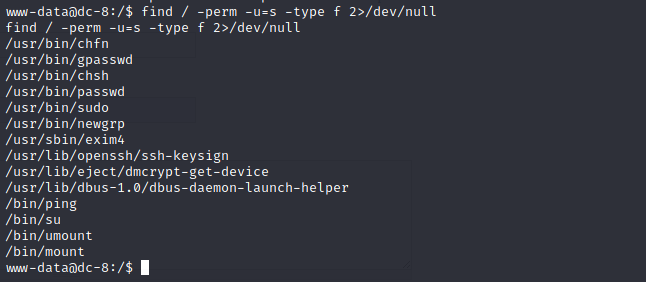 www-data@dc-8:/$ find / -perm -u=s -type f 2>/dev/null
find / -perm -u=s -type f 2>/dev/null
/usr/bin/chfn
/usr/bin/gpasswd
/usr/bin/chsh
/usr/bin/passwd
/usr/bin/sudo
/usr/bin/newgrp
/usr/sbin/exim4
/usr/lib/openssh/ssh-keysign
/usr/lib/eject/dmcrypt-get-device
/usr/lib/dbus-1.0/dbus-daemon-launch-helper
/bin/ping
/bin/su
/bin/umount
/bin/mount
www-data@dc-8:/$